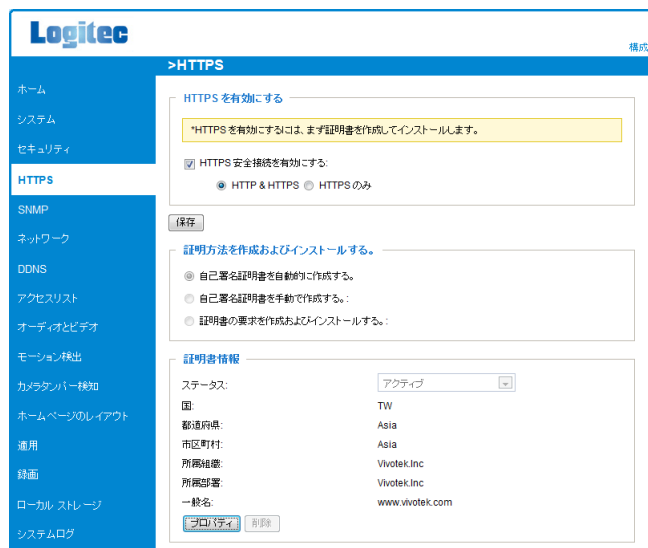 Logitec
構成
>HTTPS
ホーム
システム
セキュリティ
HTTPS
SNMP
ネットワーク
DDNS
アクセスリスト
オーディオとビデオ
モーション検出
カメラタンパー検知
ホームページのレイアウト
適用
録画
ローカル ストレージ
システムログ
HTTPS を有効にする
*HTTPS を有効にするには、まず証明書を作成してインストールします。
HTTPS 安全接続を有効にする:
HTTP & HTTPS HTTPS のみ
保存
証明方法を作成およびインストールする。
自己署名証明書を自動的に作成する。
自己署名証明書を手動で作成する。:
証明書の要求を作成およびインストールする。:
証明書情報
ステータス: アクティブ
国: TW
都道府県: Asia
市区町村: Asia
所属組織: Vivotek.Inc
所属部署: Vivotek.Inc
一般名: www.vivotek.com
プロパティ 削除